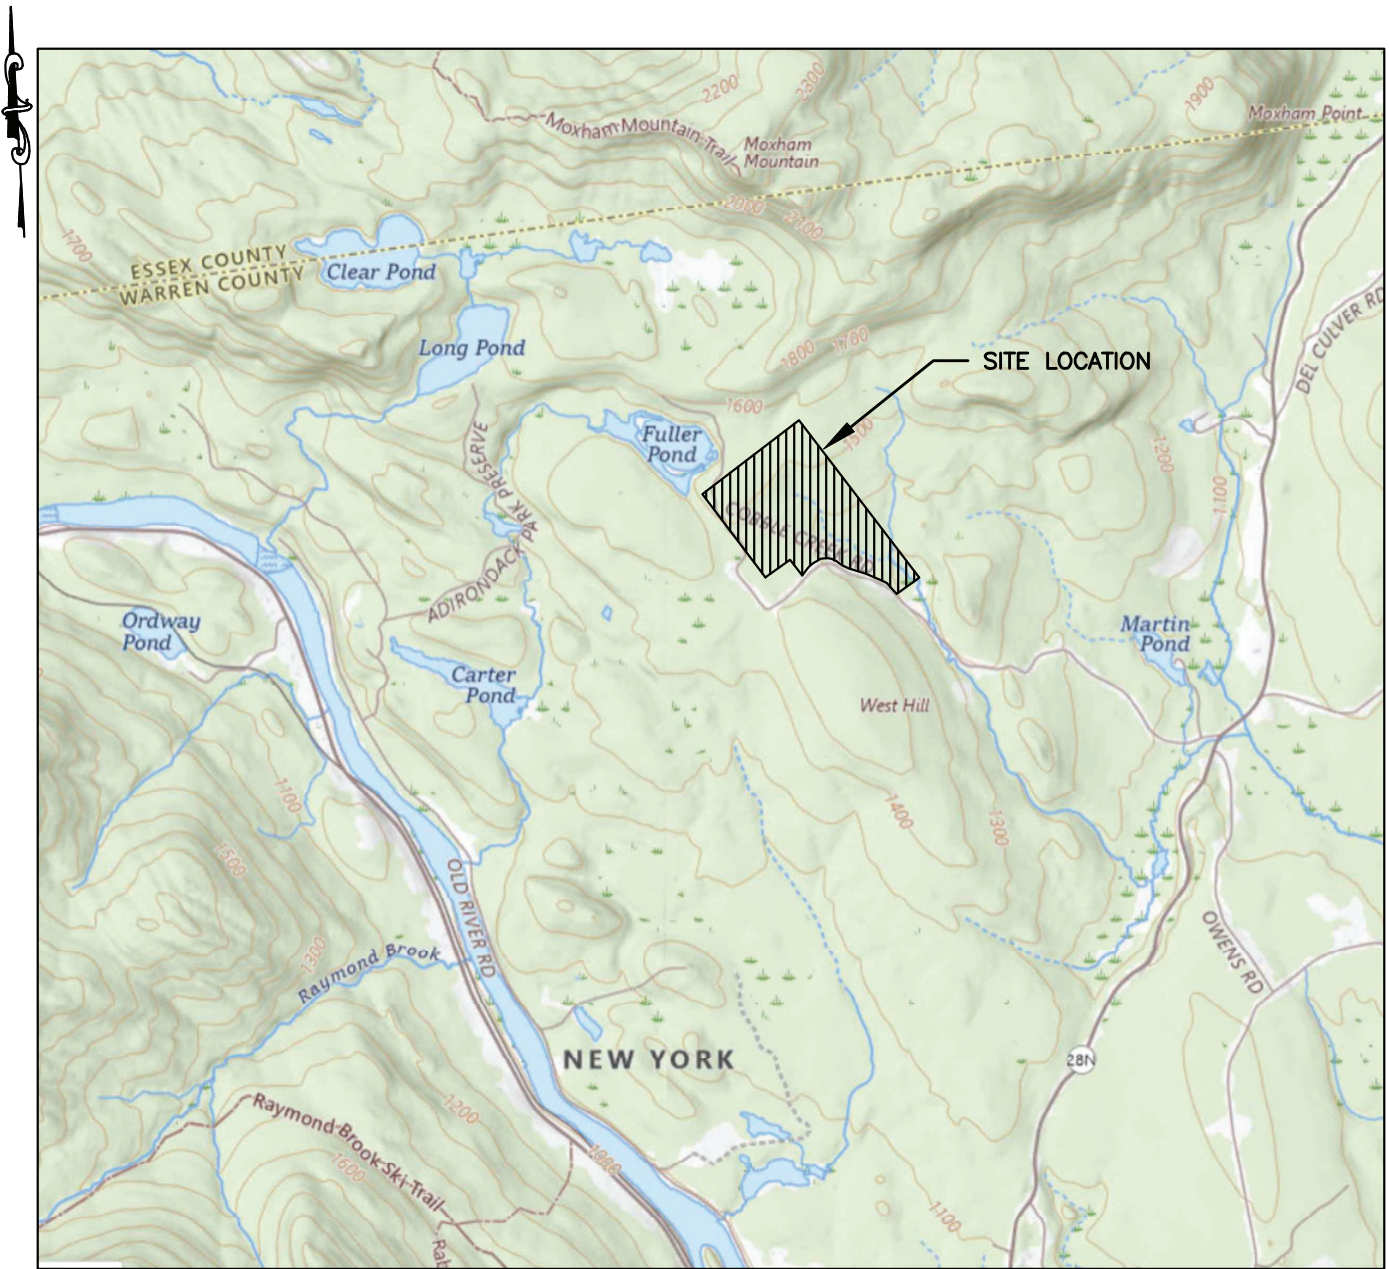 2200
2300
1900
Moxham Point
Moxham Mountain Trail
Moxham
Mountain
2000
2100
1700
ESSEX COUNTY
WARREN COUNTY
Clear Pond
DEL CULVER RD
Long Pond
1800
1700
SITE LOCATION
1600
Fuller
Pond
1500
1200
1100
ADIRONDACK PARK PRESERVE
COBBLE CREEK RD
Ordway
Pond
Martin
Pond
Carter
Pond
West Hill
1100
1400
1300
1500
OLD RIVER RD
1300
Raymond Brook
OWENS RD
NEW YORK
28N
1200
Raymond Brook Ski Trail
1600
1000
1100
Rab